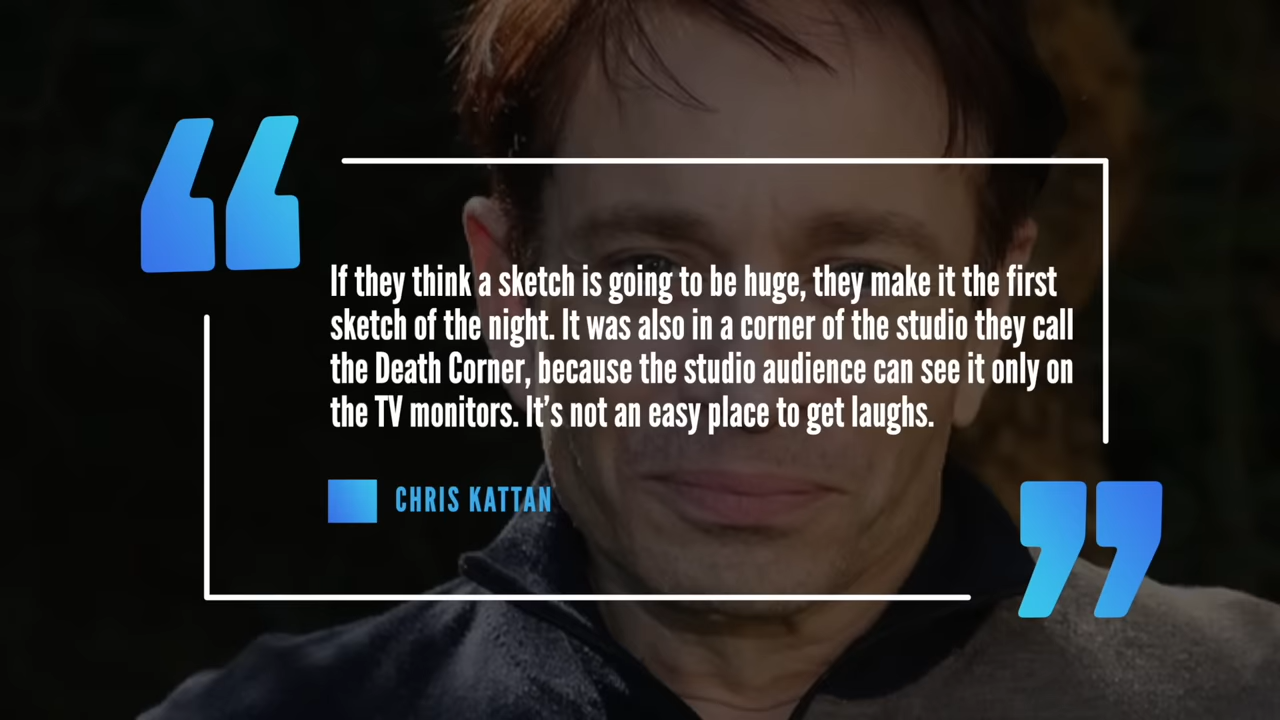 If they think a sketch is going to be huge, they make it the first
sketch of the night. It was also in a corner of the studio they call
the Death Corner, because the studio audience can see it only on
the TV monitors. It’s not an easy place to get laughs.
CHRIS KATTAN